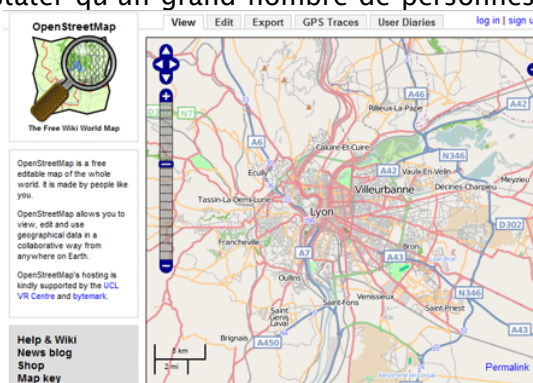 stater qu'un grand nombre de personnes
OpenStreetMap
The Free Wiki World Map
OpenStreetMap is a free
editable map of the whole
world. It is made by people like
you.
OpenStreetMap allows you to
view, edit and use
geographical data in a
collaborative way from
anywhere on Earth.
OpenStreetMap's hosting is
kindly supported by the UCL
VR Centre and bytemark.
Help & Wiki
News blog
Shop
Map key
View Edit Export GPS Traces User Diaries
log in | sign u
A46
Rillieux-La-Pape
A42
N7
A6
Caluire-Et-Cuire
N346
Ecully
A42 Vaulx-En-Velin
Meyzieu
Villeurbanne
Décines-Charpieu
Tassin-La-Demi-Lune
Lyon
D302
Francheville
Bron
A7
A43
Oullins
Saint-Fons
Vénissieux
N346
Saint-Priest
Saint
Genis
Laval
Brignais
A450
A43
5 km
2 mi
Permalink